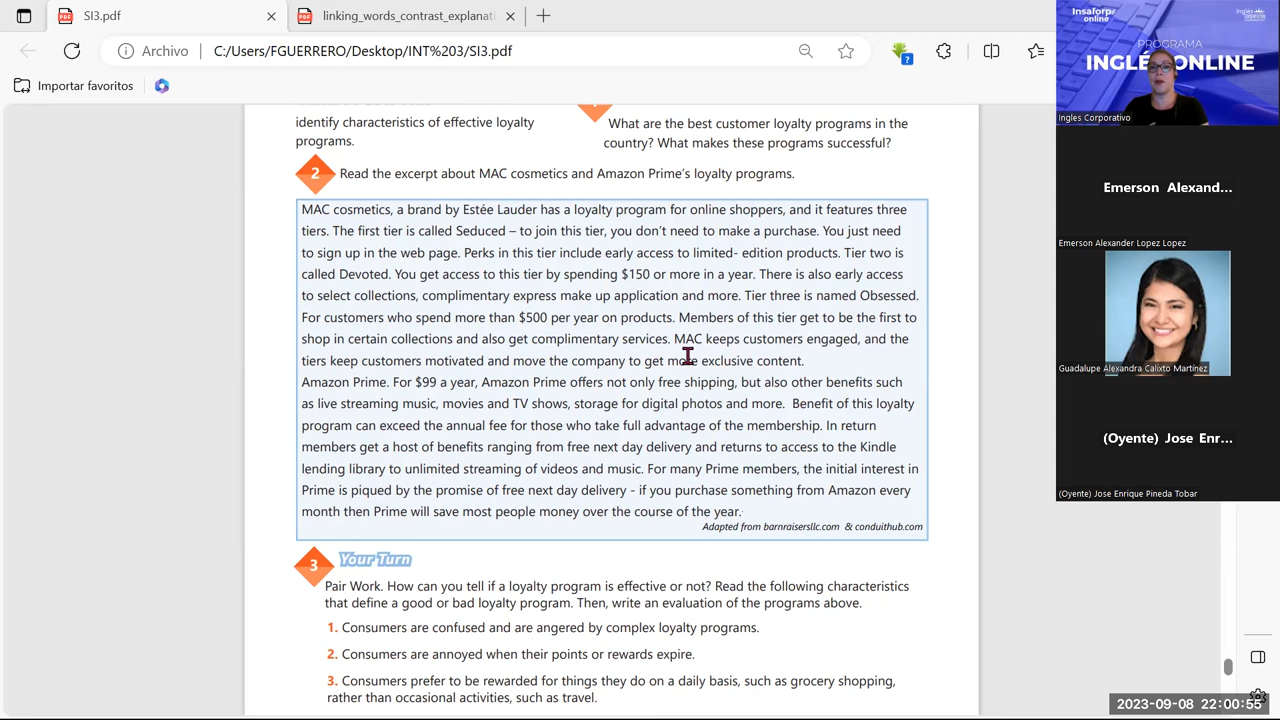 SI3.pdf
linking_words_contrast_explanati
Archivo
C:/Users/FGUERRERO/Desktop/INT%205/SI3.pdf
Importar favoritos
identify characteristics of effective loyalty
programs.
What are the best customer loyalty programs in the
country? What makes these programs successful?
2
Read the excerpt about MAC cosmetics and Amazon Prime's loyalty programs.
MAC cosmetics, a brand by Estée Lauder has a loyalty program for online shoppers, and it features three
tiers. The first tier is called Seduced – to join this tier, you don't need to make a purchase. You just need
to sign up in the web page. Perks in this tier include early access to limited- edition products. Tier two is
called Devoted. You get access to this tier by spending $150 or more in a year. There is also early access
to select collections, complimentary express make up application and more. Tier three is named Obsessed.
For customers who spend more than $500 per year on products. Members of this tier get to be the first to
shop in certain collections and also get complimentary services. MAC keeps customers engaged, and the
tiers keep customers motivated and move the company to get more exclusive content.
Amazon Prime. For $99 a year, Amazon Prime offers not only free shipping, but also other benefits such
as live streaming music, movies and TV shows, storage for digital photos and more.  Benefit of this loyalty
program can exceed the annual fee for those who take full advantage of the membership. In return
members get a host of benefits ranging from free next day delivery and returns to access to the Kindle
lending library to unlimited streaming of videos and music. For many Prime members, the initial interest in
Prime is piqued by the promise of free next day delivery - if you purchase something from Amazon every
month then Prime will save most people money over the course of the year.
Adapted from barnraisersllc.com & conduithub.com
3
Your Turn
Pair Work. How can you tell if a loyalty program is effective or not? Read the following characteristics
that define a good or bad loyalty program. Then, write an evaluation of the programs above.
1. Consumers are confused and are angered by complex loyalty programs.
2. Consumers are annoyed when their points or rewards expire.
3. Consumers prefer to be rewarded for things they do on a daily basis, such as grocery shopping,
rather than occasional activities, such as travel.
Insaforp
online
PROGRAMA
INGLÉS ONLINE
Ingles Corporativo
Emerson Alexand...
Emerson Alexander Lopez Lopez
Guadalupe Alexandra Calixto Martínez
(Oyente) Jose Enr...
(Oyente) Jose Enrique Pineda Tobar
2023-09-08 22:00:55